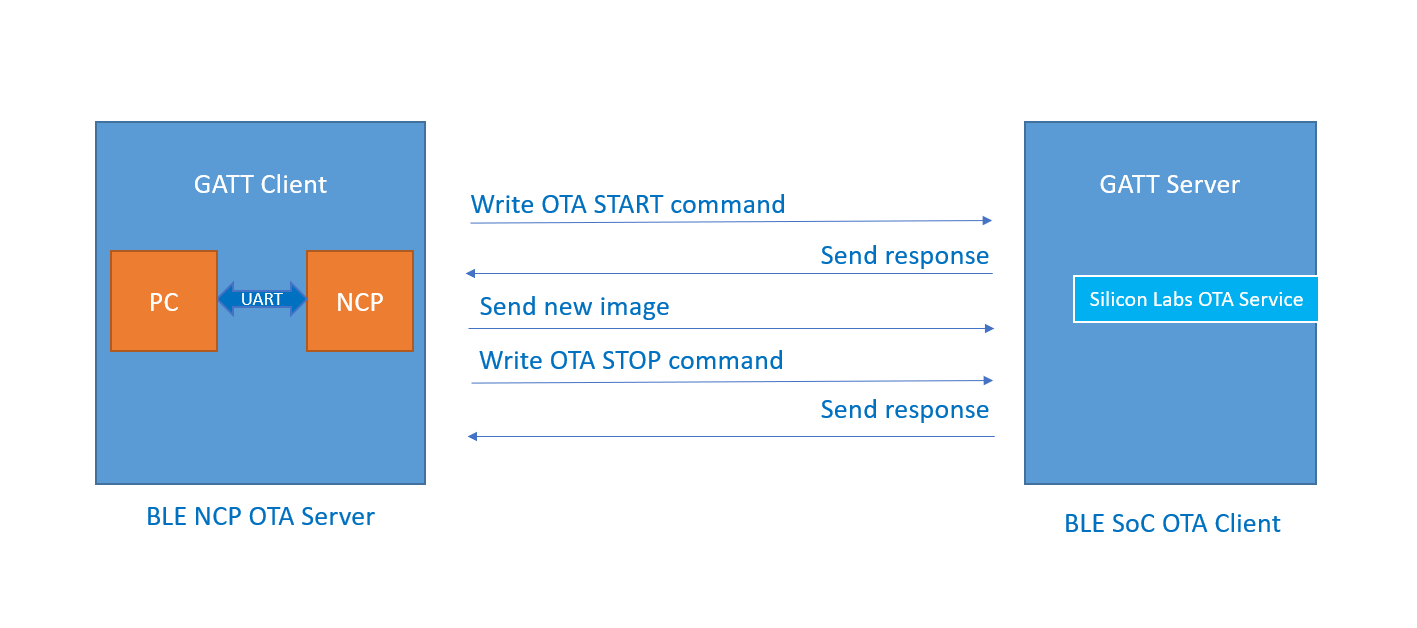 GATT Client
GATT Server
Write OTA START command
Send response
PC
UART
NCP
Send new image
Silicon Labs OTA Service
Write OTA STOP command
Send response
BLE NCP OTA Server
BLE SoC OTA Client